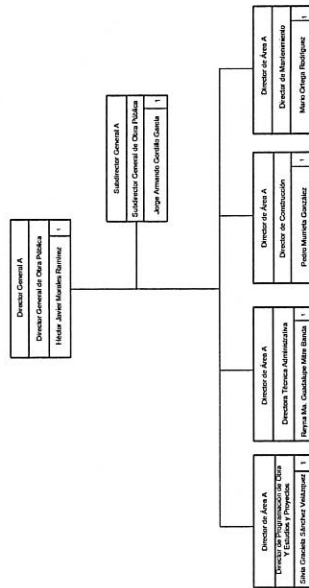 Director General A
Director General de Obra Pública
Héctor Javier Morales Ramírez 1
Subdirector General A
Subdirector General de Obra Pública
Jorge Armando Gordillo García 1
Director de Área A
Director de Programación de Obra
Y Estudios y Proyectos
Silvia Graciela Sánchez Velázquez 1
Director de Área A
Directora Técnica Administrativa
Reyna Ma. Guadalupe Mitre Banda 1
Director de Área A
Director de Construcción
Pedro Murrieta González 1
Director de Área A
Director de Mantenimiento
Mario Ortega Rodríguez 1